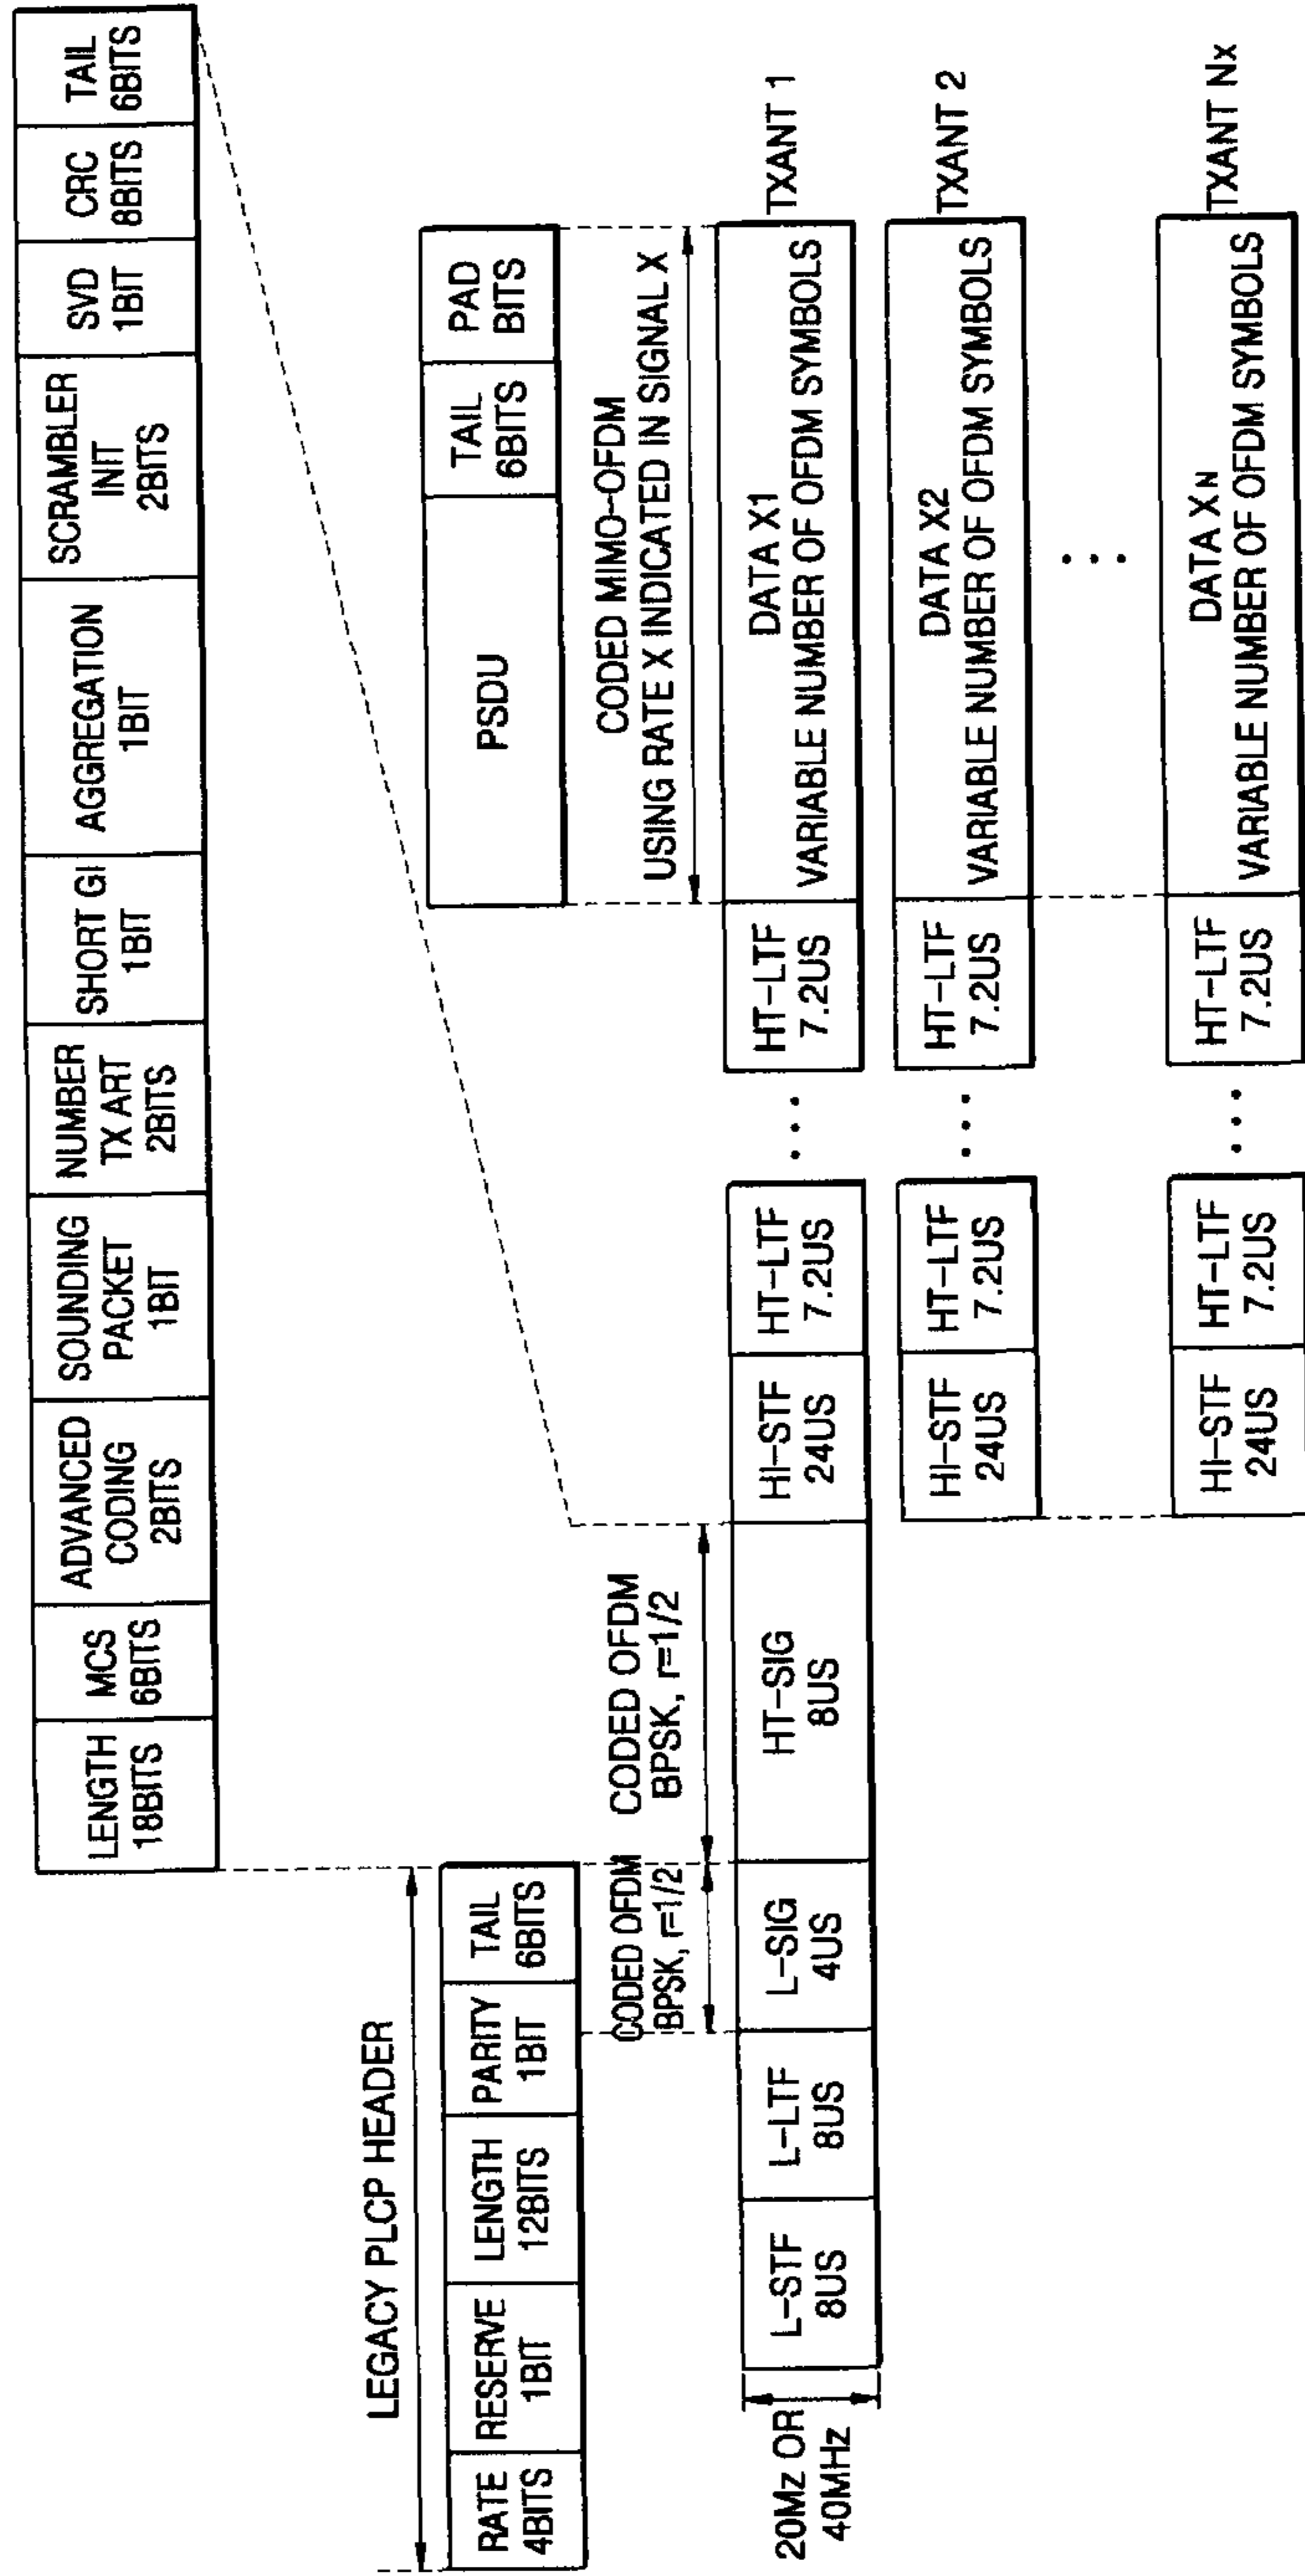 LENGTH
18BITS
MCS
6BITS
ADVANCED
CODING
2BITS
SOUNDING
PACKET
1BIT
NUMBER
TX ART
2BITS
SHORT GI
1BIT
AGGREGATION
1BIT
SCRAMBLER
INIT
2BITS
SVD
1BIT
CRC
8BITS
TAIL
6BITS
LEGACY PLCP HEADER
RATE
4BITS
RESERVE
1BIT
LENGTH
12BITS
PARITY
1BIT
TAIL
6BITS
PSDU
TAIL
6BITS
PAD
BITS
CODED OFDM
BPSK, r=1/2
CODED OFDM
BPSK, r=1/2
CODED MIMO-OFDM
USING RATE X INDICATED IN SIGNAL X
20Mz OR
40MHz
L-STF
8US
L-LTF
8US
L-SIG
4US
HT-SIG
8US
HI-STF
24US
HT-LTF
7.2US
...
HT-LTF
7.2US
DATA X1
VARIABLE NUMBER OF OFDM SYMBOLS
TXANT 1
HI-STF
24US
HT-LTF
7.2US
...
HT-LTF
7.2US
DATA X2
VARIABLE NUMBER OF OFDM SYMBOLS
TXANT 2
HI-STF
24US
HT-LTF
7.2US
...
HT-LTF
7.2US
DATA XN
VARIABLE NUMBER OF OFDM SYMBOLS
TXANT Nx